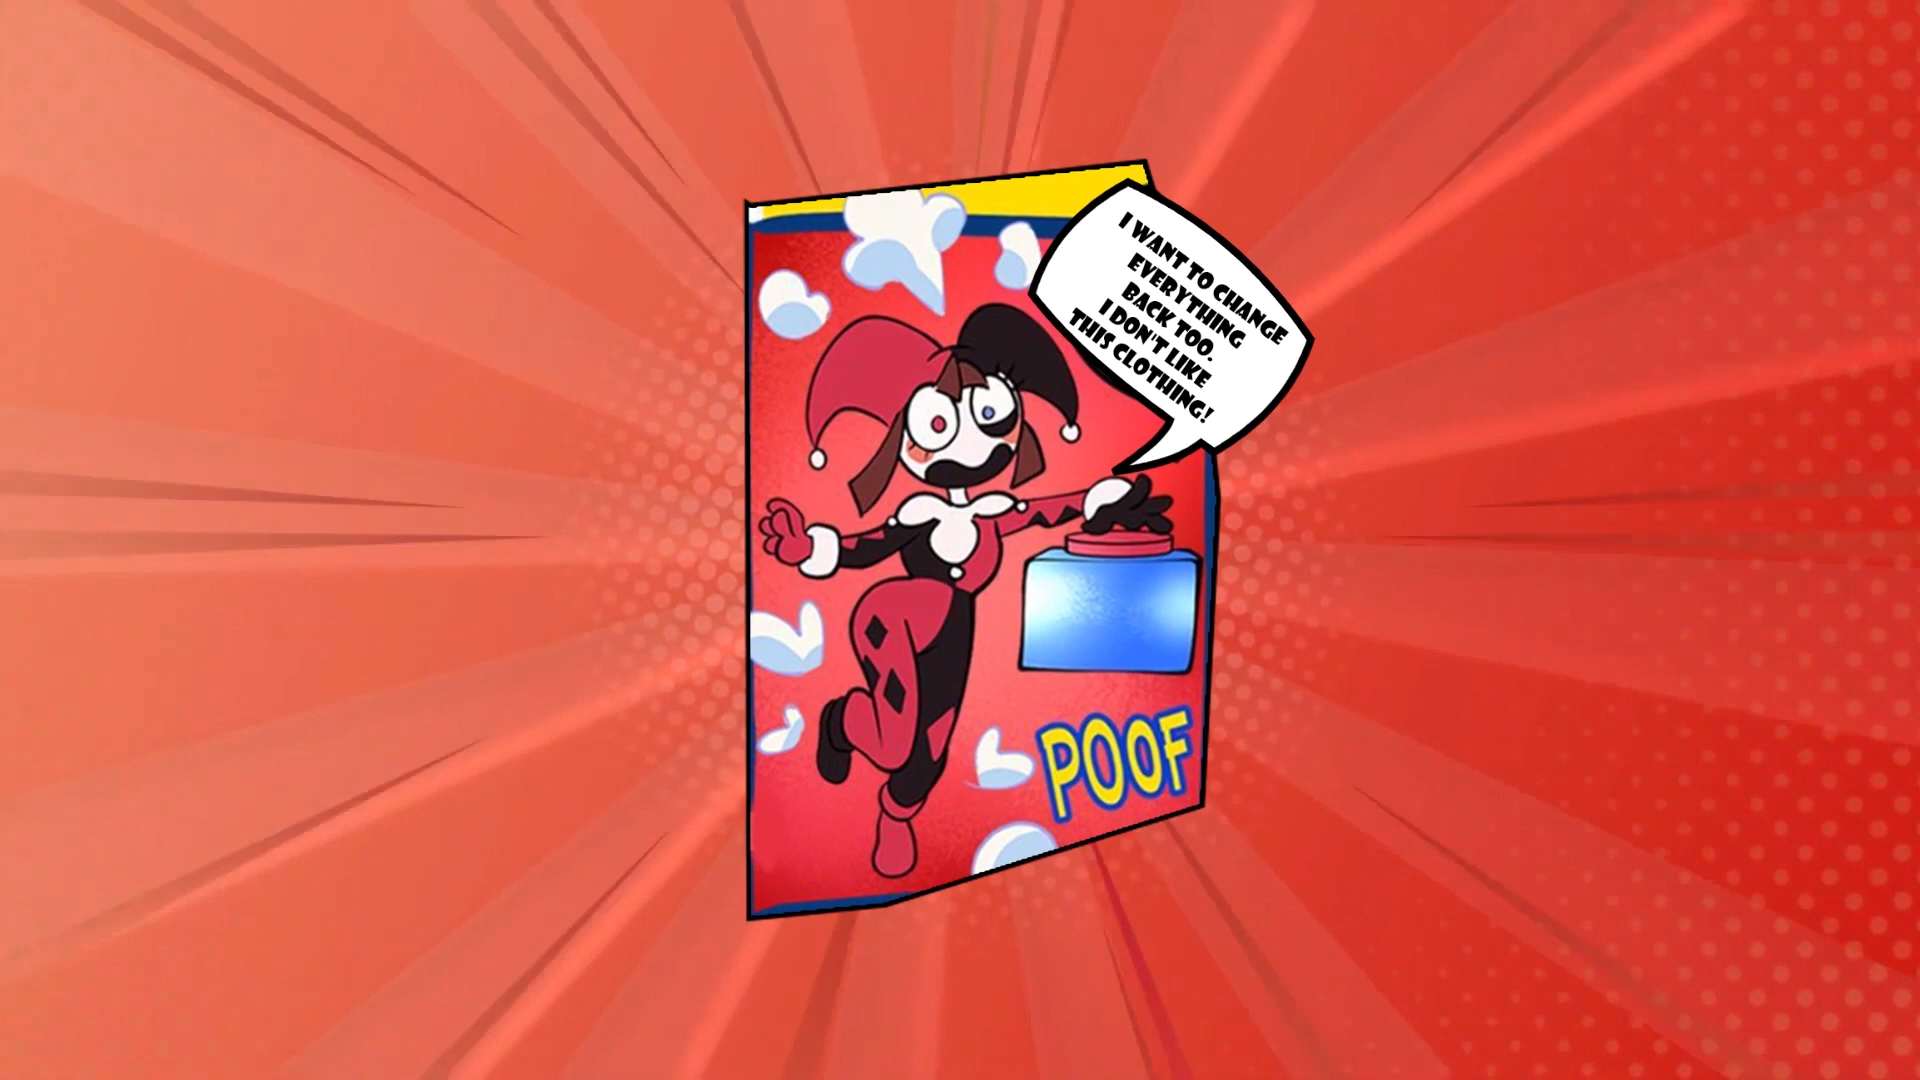 I WANT TO CHANGE
EVERYTHING
BACK TOO.
I DON'T LIKE
THIS CLOTHING!
POOF